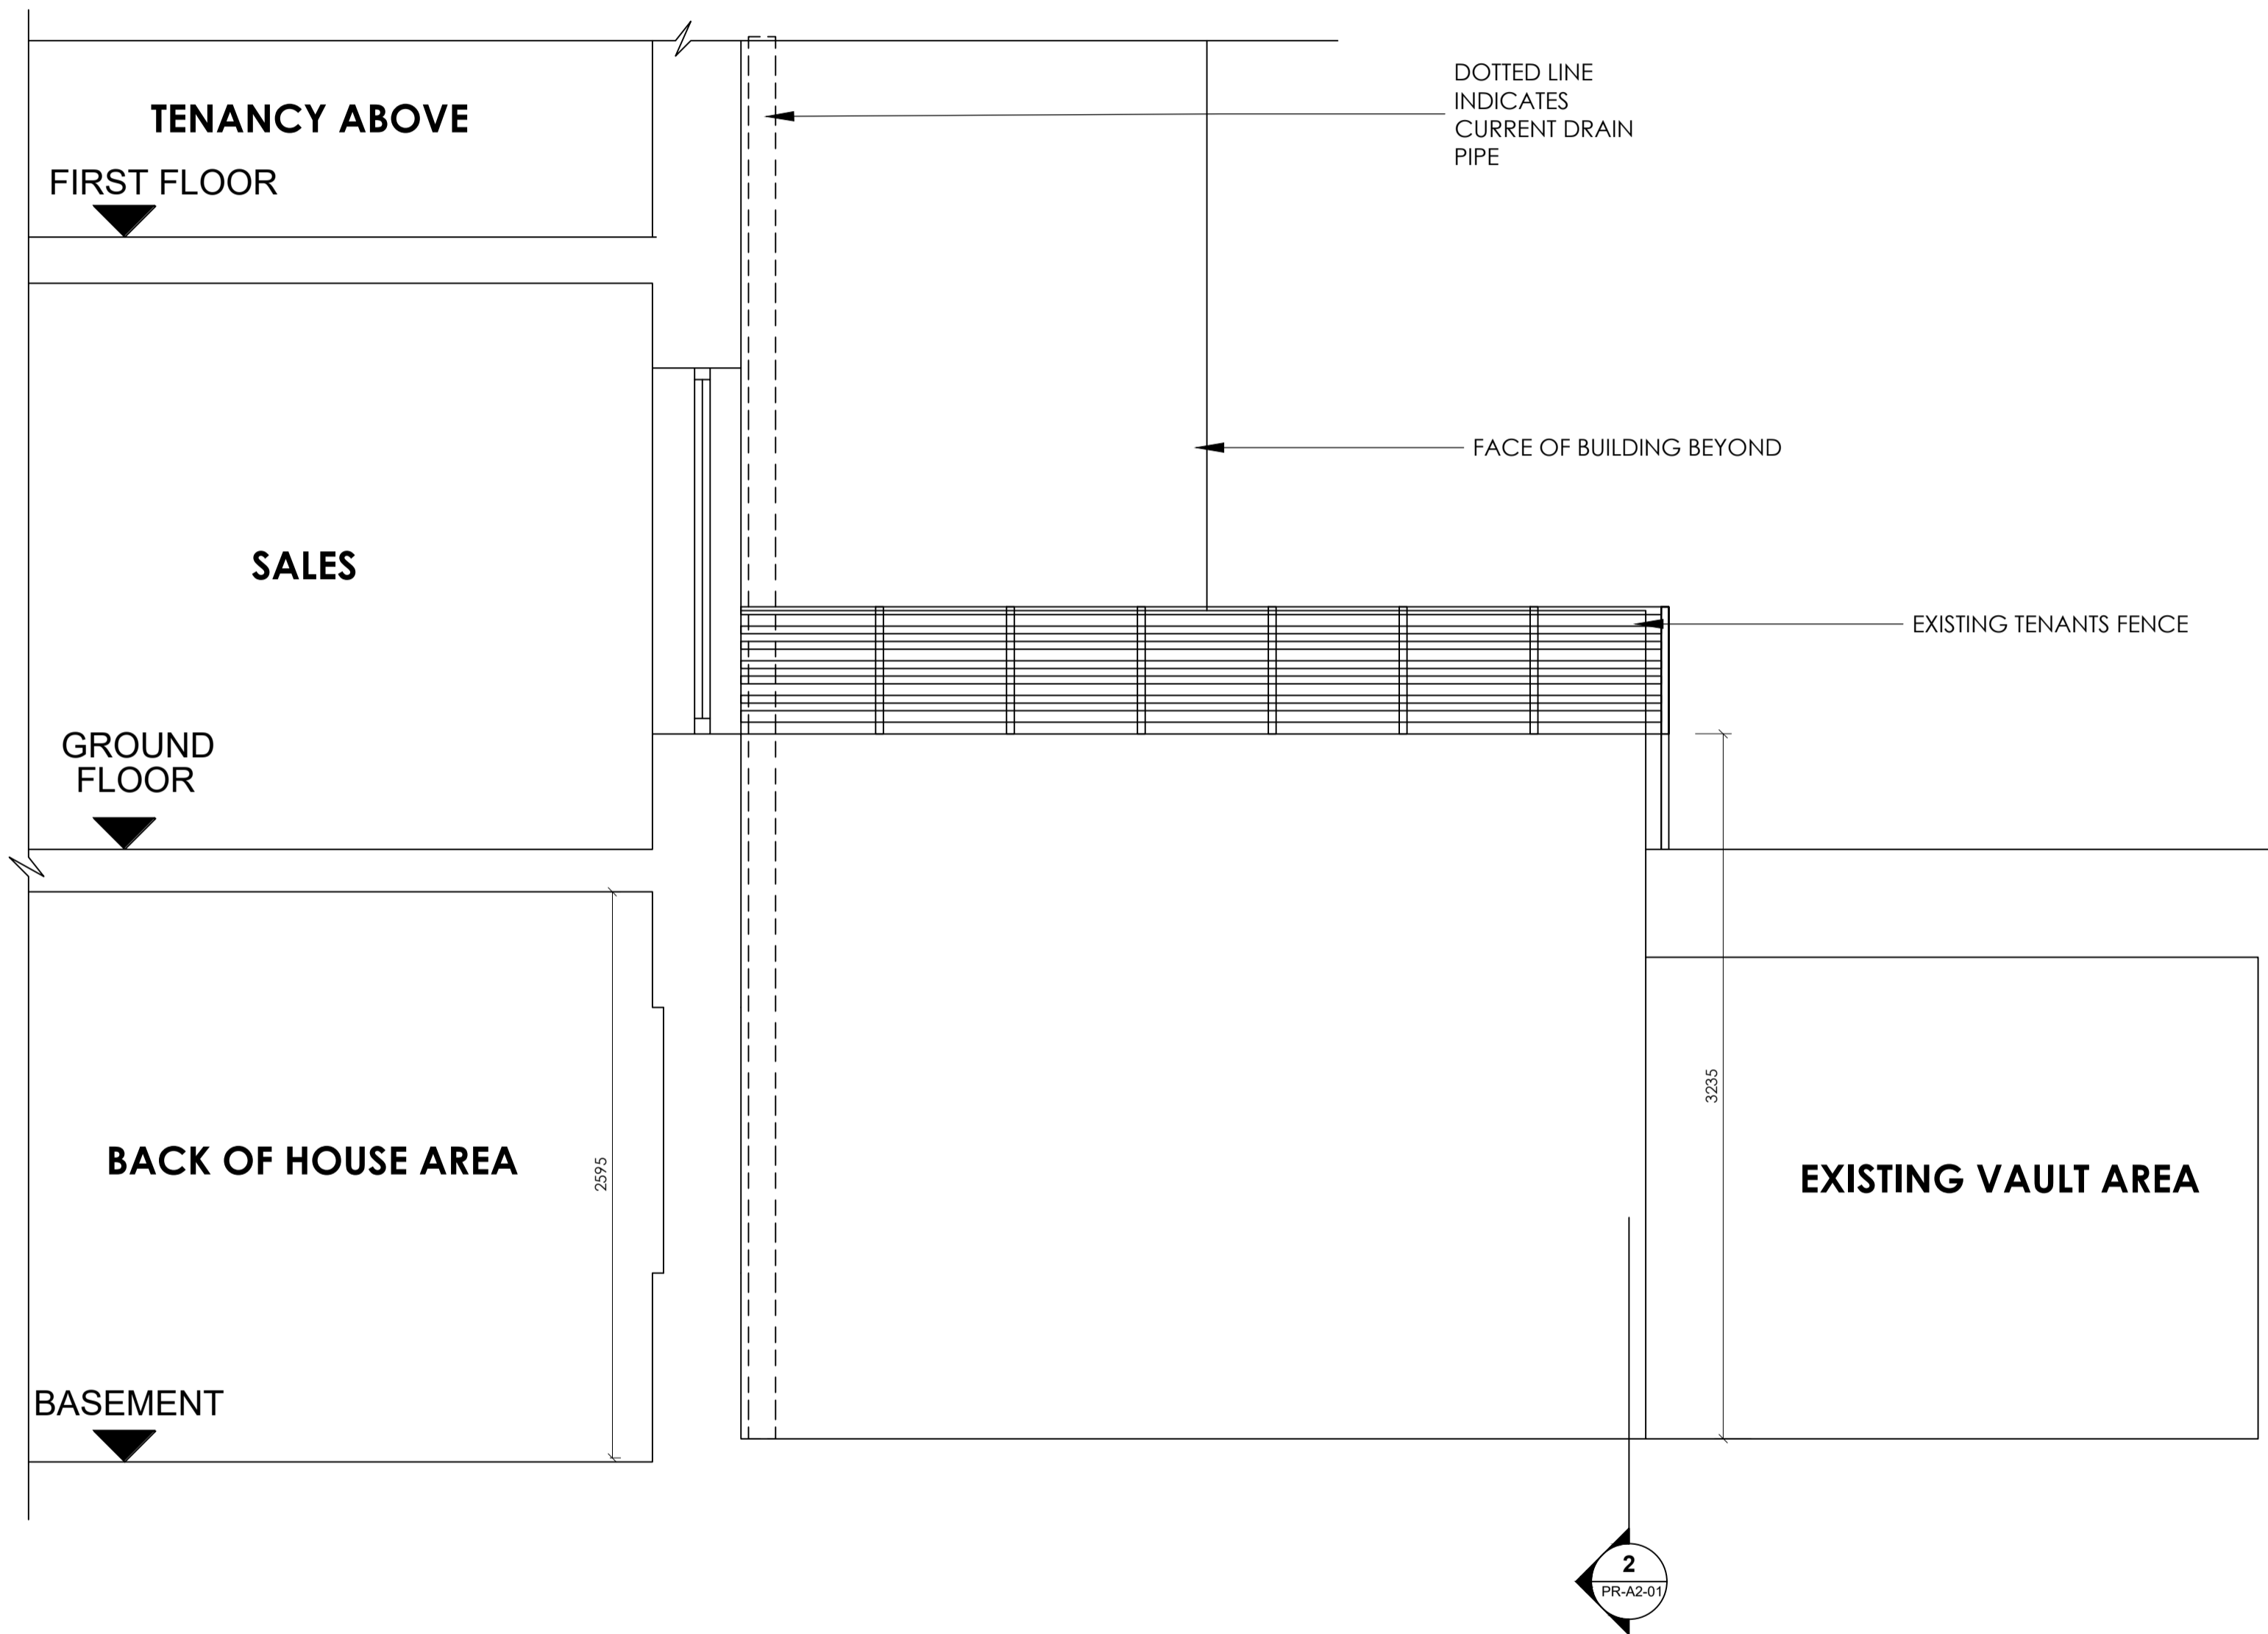 TENANCY ABOVE
FIRST FLOOR
DOTTED LINE
INDICATES
CURRENT DRAIN
PIPE
FACE OF BUILDING BEYOND
SALES
EXISTING TENANTS FENCE
GROUND
FLOOR
3235
BACK OF HOUSE AREA
2595
EXISTING VAULT AREA
BASEMENT
2
PR-A2-01